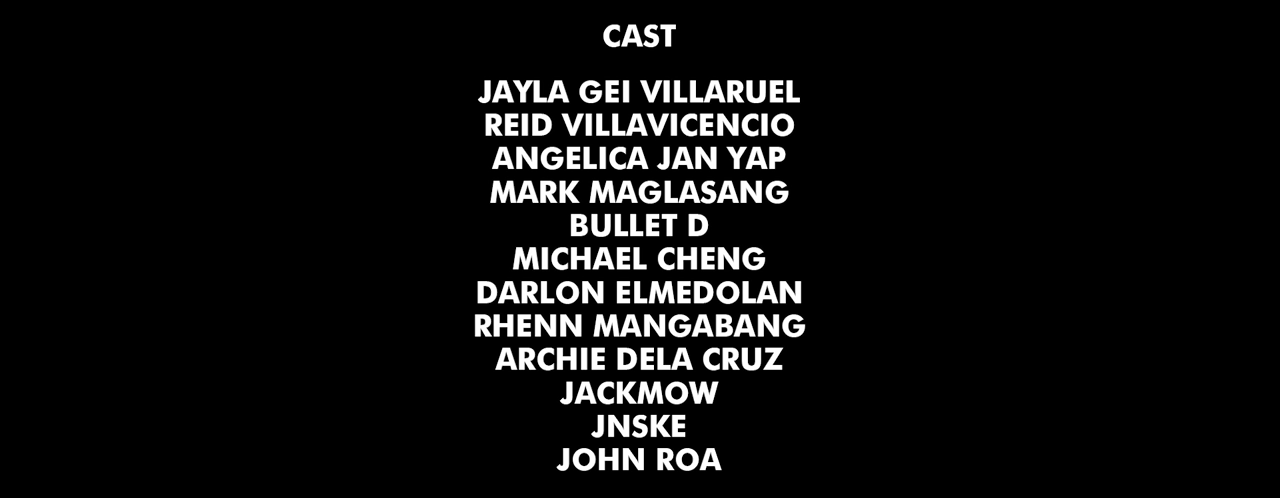 CAST
JAYLA GEI VILLARUEL
REID VILLAVICENCIO
ANGELICA JAN YAP
MARK MAGLASANG
BULLET D
MICHAEL CHENG
DARLON ELMEDOLAN
RHENN MANGABANG
ARCHIE DELA CRUZ
JACKMOW
JNSKE
JOHN ROA